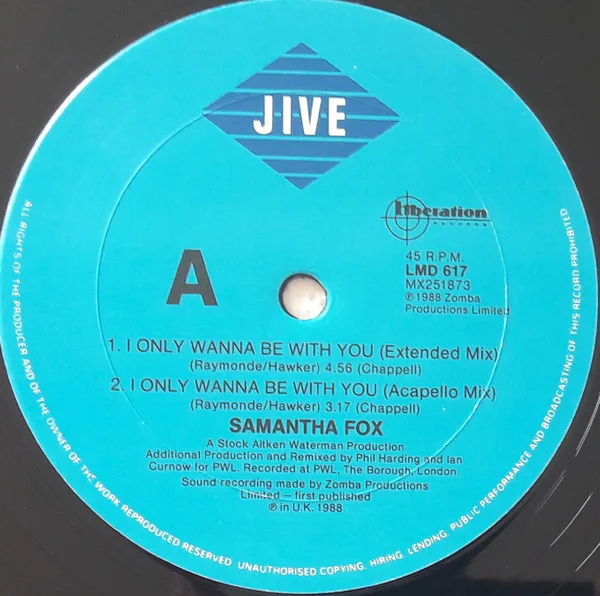 JIVE
Liberation
records
A
45 R.P.M.
LMD 617
MX251873
℗ 1988 Zomba
Productions Limited
1. I ONLY WANNA BE WITH YOU (Extended Mix)
(Raymonde/Hawker) 4.56 (Chappell)
2. I ONLY WANNA BE WITH YOU (Acapello Mix)
(Raymonde/Hawker) 3.17 (Chappell)
SAMANTHA FOX
A Stock Aitken Waterman Production
Additional Production and Remixed by Phil Harding and Ian
Curnow for PWL. Recorded at PWL, The Borough, London.
Sound recording made by Zomba Productions
Limited – first published
℗ in U.K. 1988
ALL RIGHTS OF THE PRODUCER AND OF THE OWNER OF THE WORK REPRODUCED RESERVED. UNAUTHORISED COPYING, HIRING, LENDING, PUBLIC PERFORMANCE AND BROADCASTING OF THIS RECORD PROHIBITED